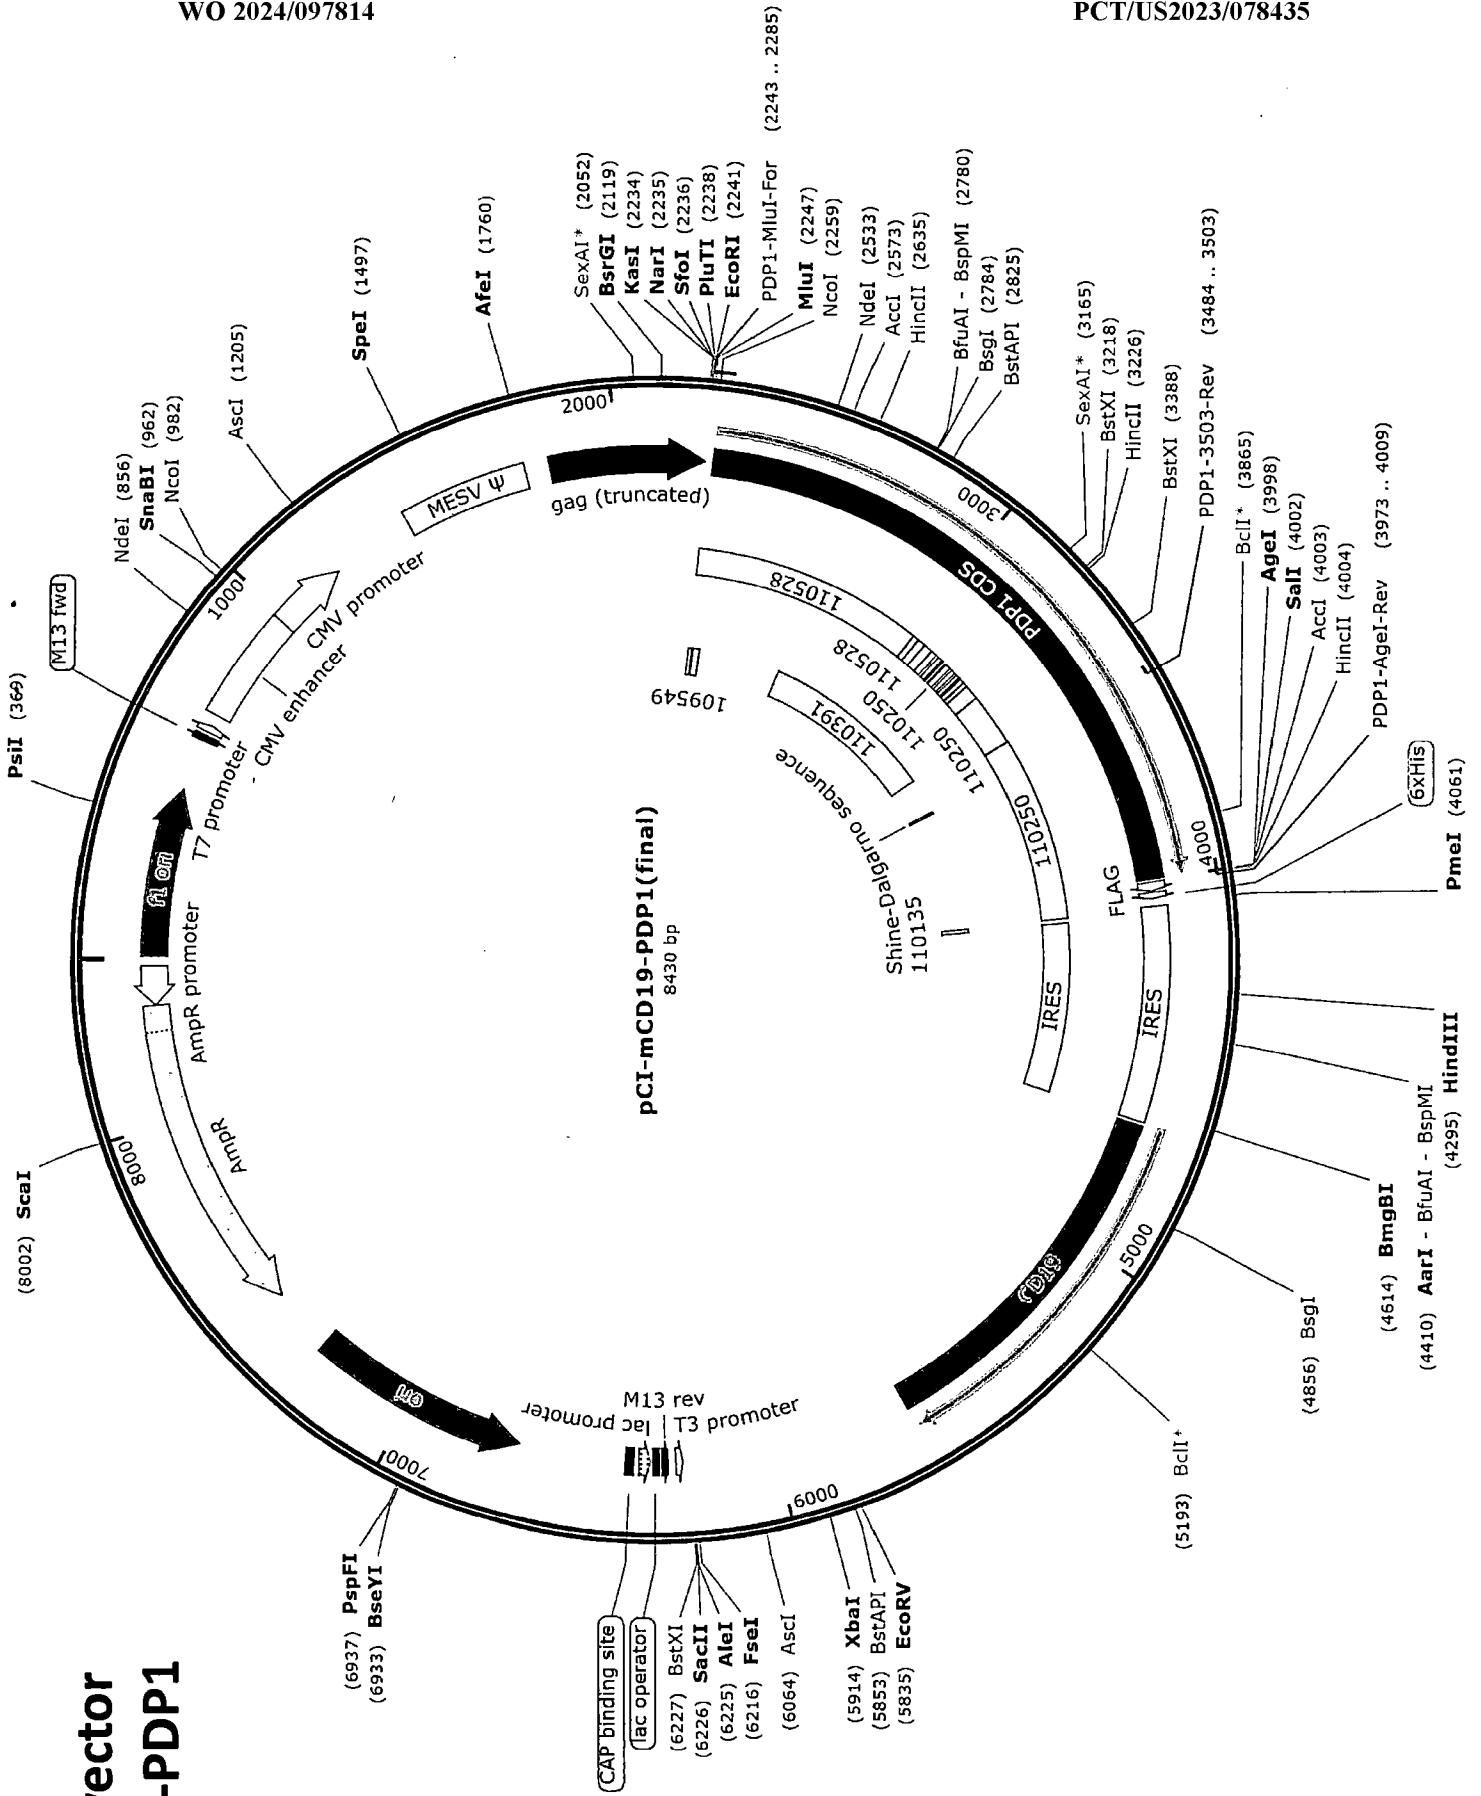 WO 2024/097814
PCT/US2023/078435
vector
-PDP1
pCI-mCD19-PDP1(final)
8430 bp
PsiI (369)
M13 fwd
NdeI (856)
SnaBI (962)
NcoI (982)
AscI (1205)
SpeI (1497)
AfeI (1760)
SexAI* (2052)
BsrGI (2119)
KasI (2234)
NarI (2235)
SfoI (2236)
PluTI (2238)
EcoRI (2241)
PDP1-MluI-For (2243 .. 2285)
MluI (2247)
NcoI (2259)
NdeI (2533)
AccI (2573)
HincII (2635)
BfuAI - BspMI (2780)
BsgI (2784)
BstAPI (2825)
SexAI* (3165)
BstXI (3218)
HincII (3226)
BstXI (3388)
PDP1-3503-Rev (3484 .. 3503)
BclI* (3865)
AgeI (3998)
SalI (4002)
AccI (4003)
HincII (4004)
PDP1-AgeI-Rev (3973 .. 4009)
6xHis
PmeI (4061)
(4295) HindIII
(4410) AarI - BfuAI - BspMI
(4614) BmgBI
(4856) BsgI
(5193) BclI*
(5835) EcoRV
(5853) BstAPI
(5914) XbaI
(6064) AscI
(6216) FseI
(6225) AleI
(6226) SacII
(6227) BstXI
lac operator
CAP binding site
(6933) BseYI
(6937) PspFI
(8002) ScaI
1000
2000
3000
4000
5000
6000
7000
8000
f1 ori
T7 promoter
CMV enhancer
CMV promoter
MESV Ψ
gag (truncated)
PDP1 CDS
FLAG
IRES
CD19
T3 promoter
M13 rev
lac promoter
ori
AmpR
AmpR promoter
110528
110528
110250
110250
110250
109549
110391
Shine-Dalgarno sequence
110135
IRES